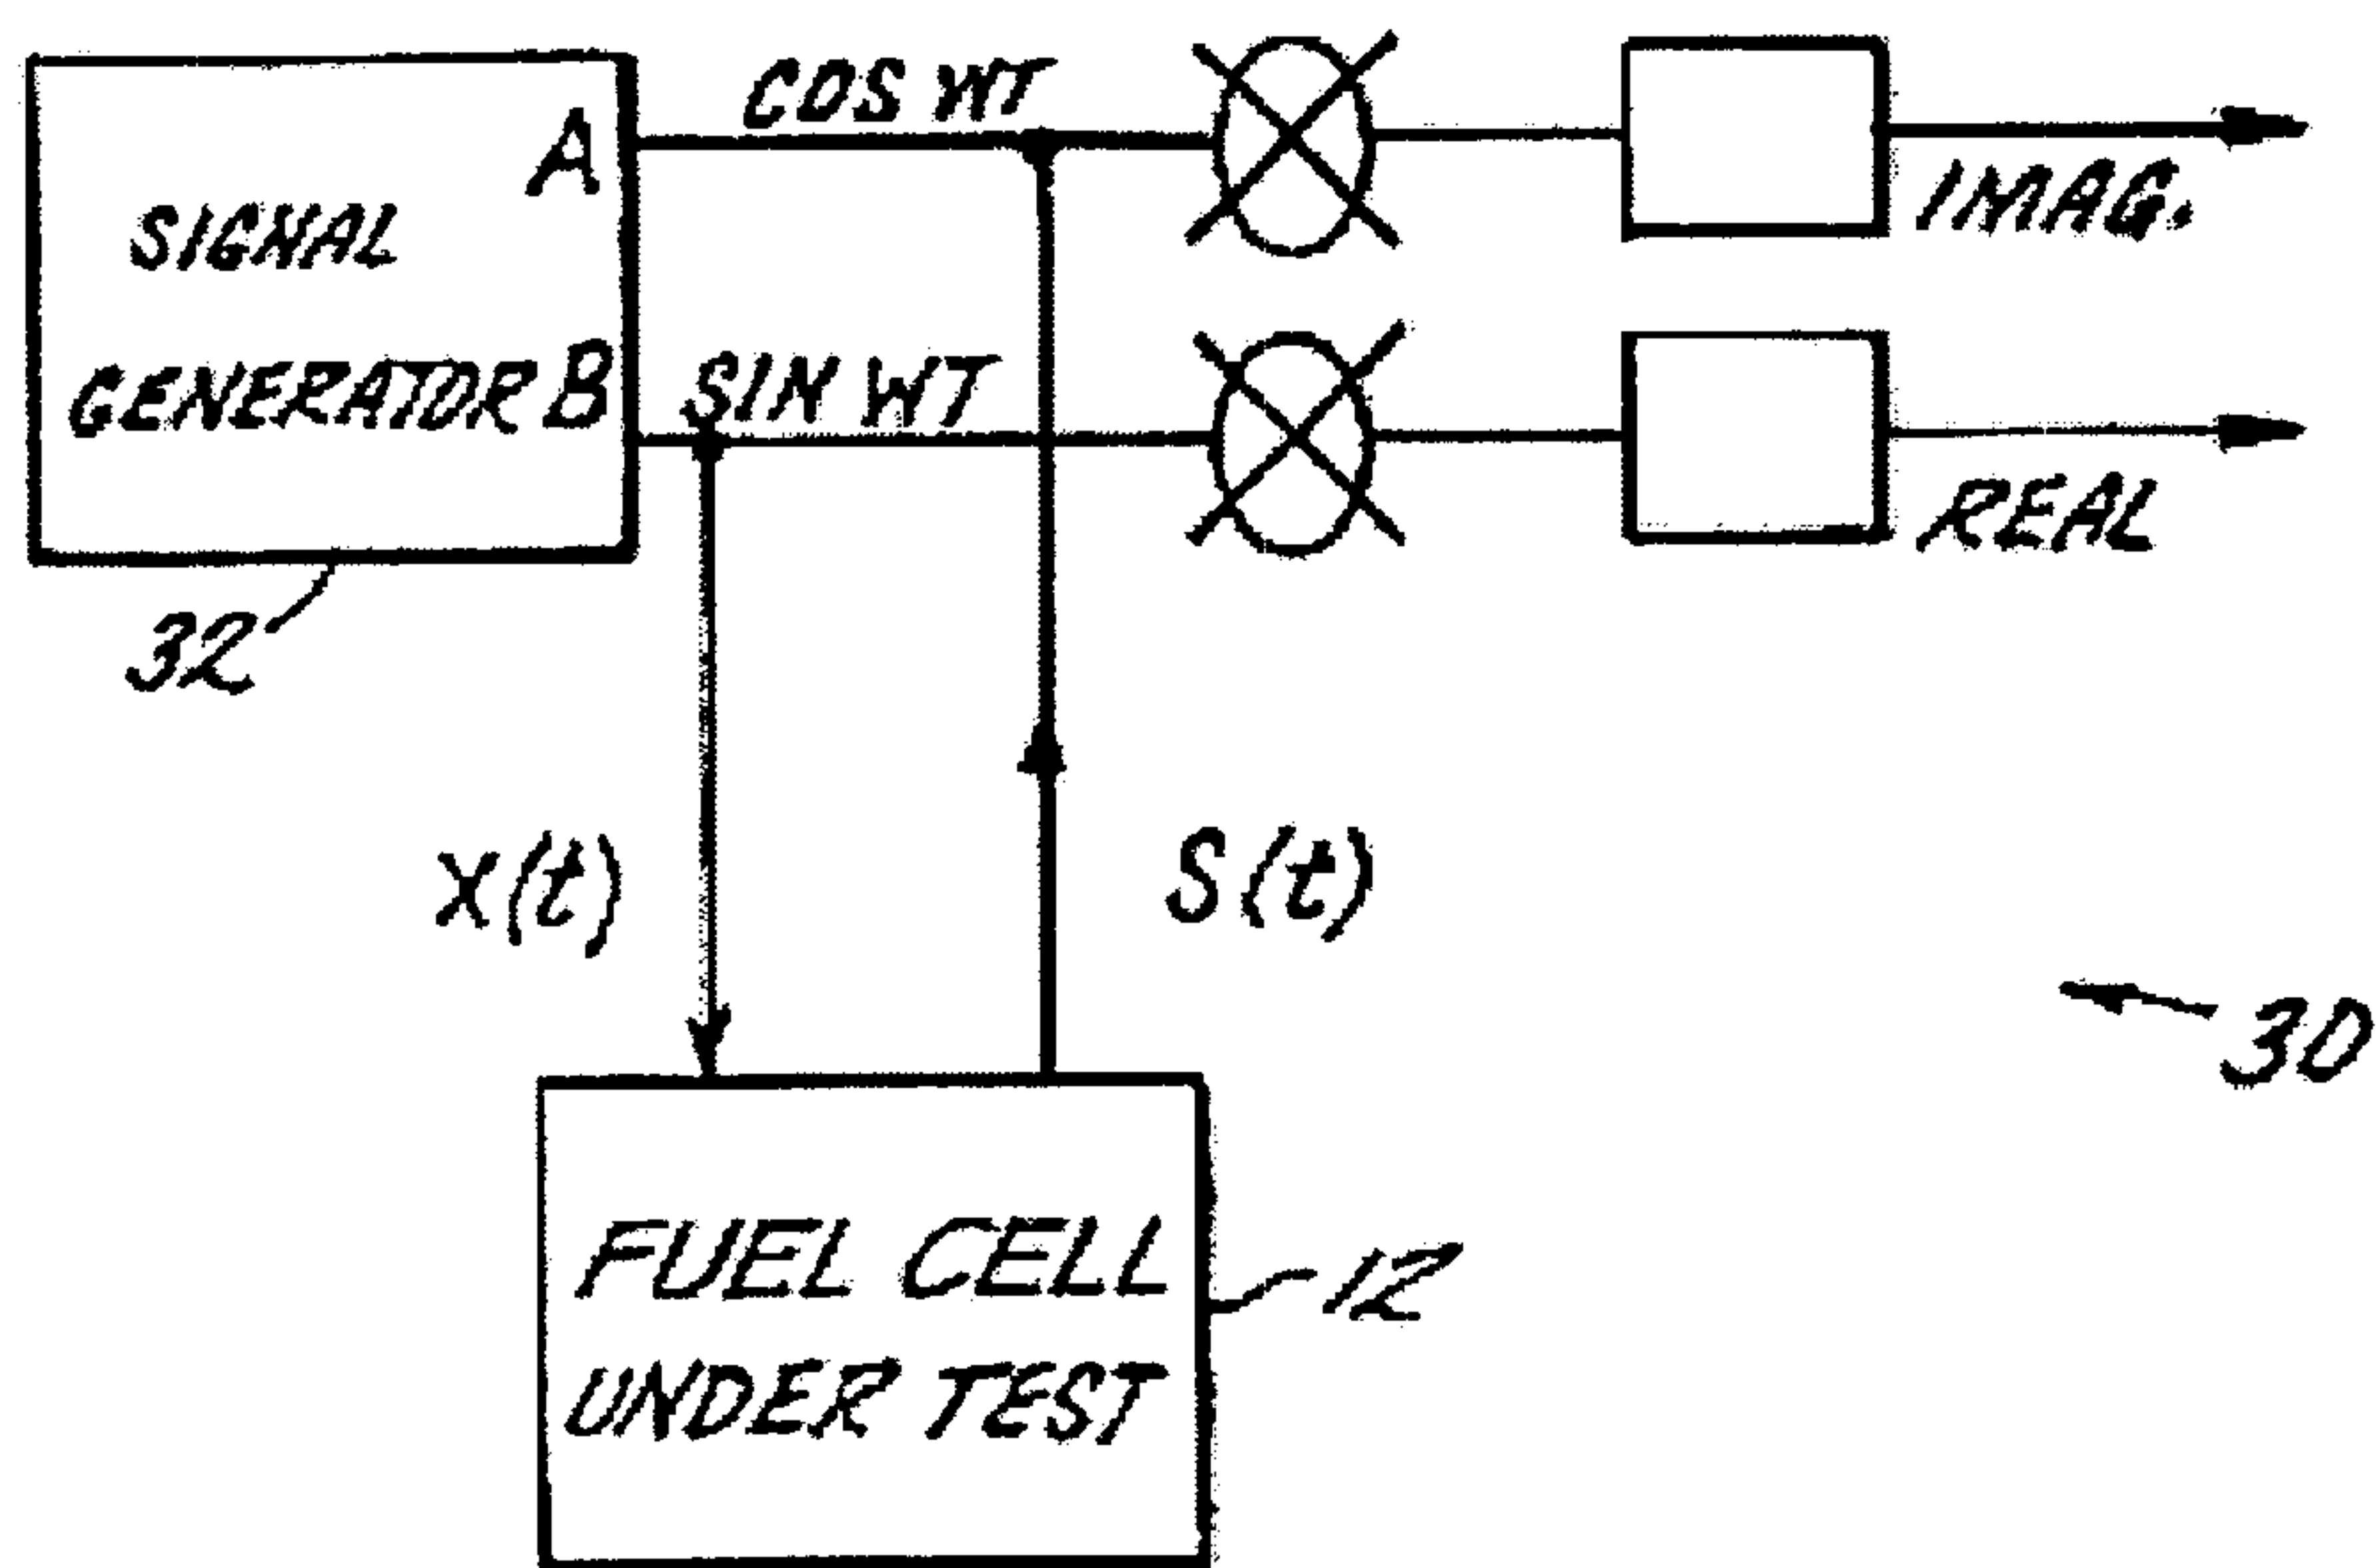 COS WT
A
SIGNAL
IMAG.
GENERATOR B
SIN WT
REAL
32
X(t)
S(t)
30
FUEL CELL
UNDER TEST
12